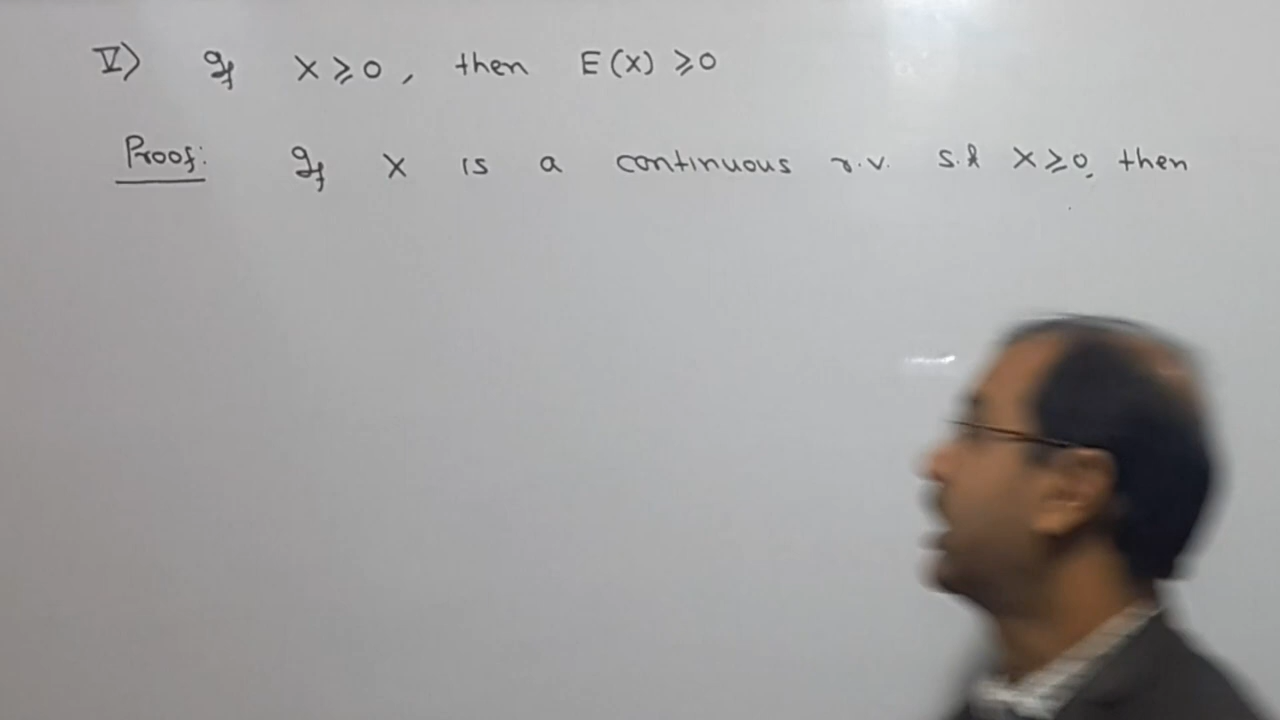 V) If X ⩾ 0, then E(X) ⩾ 0
Proof: If X is a continuous r.v. s.t X ⩾ 0, then